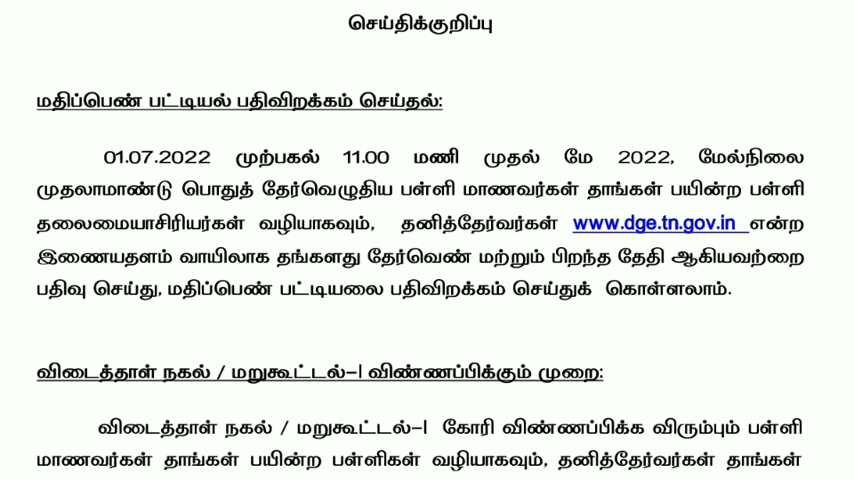 செய்திக்குறிப்பு
மதிப்பெண் பட்டியல் பதிவிறக்கம் செய்தல்:
01.07.2022 முற்பகல் 11.00 மணி முதல் மே 2022, மேல்நிலை
முதலாமாண்டு பொதுத் தேர்வெழுதிய பள்ளி மாணவர்கள் தாங்கள் பயின்ற பள்ளி
தலைமையாசிரியர்கள் வழியாகவும், தனித்தேர்வர்கள் www.dge.tn.gov.in என்ற
இணையதளம் வாயிலாக தங்களது தேர்வெண் மற்றும் பிறந்த தேதி ஆகியவற்றை
பதிவு செய்து, மதிப்பெண் பட்டியலை பதிவிறக்கம் செய்துக் கொள்ளலாம்.
விடைத்தாள் நகல் / மறுகூட்டல்–I விண்ணப்பிக்கும் முறை:
விடைத்தாள் நகல் / மறுகூட்டல்–I கோரி விண்ணப்பிக்க விரும்பும் பள்ளி
மாணவர்கள் தாங்கள் பயின்ற பள்ளிகள் வழியாகவும், தனித்தேர்வர்கள் தாங்கள்